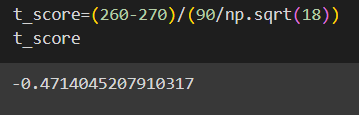 t_score=(260-270)/(90/np.sqrt(18))
t_score
-0.4714045207910317